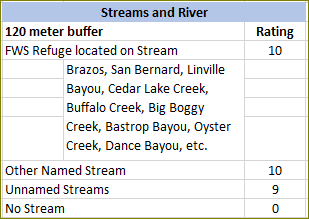 Streams and River
120 meter buffer Rating
FWS Refuge located on Stream 10
Brazos, San Bernard, Linville
Bayou, Cedar Lake Creek,
Buffalo Creek, Big Boggy
Creek, Bastrop Bayou, Oyster
Creek, Dance Bayou, etc.
Other Named Stream 10
Unnamed Streams 9
No Stream 0